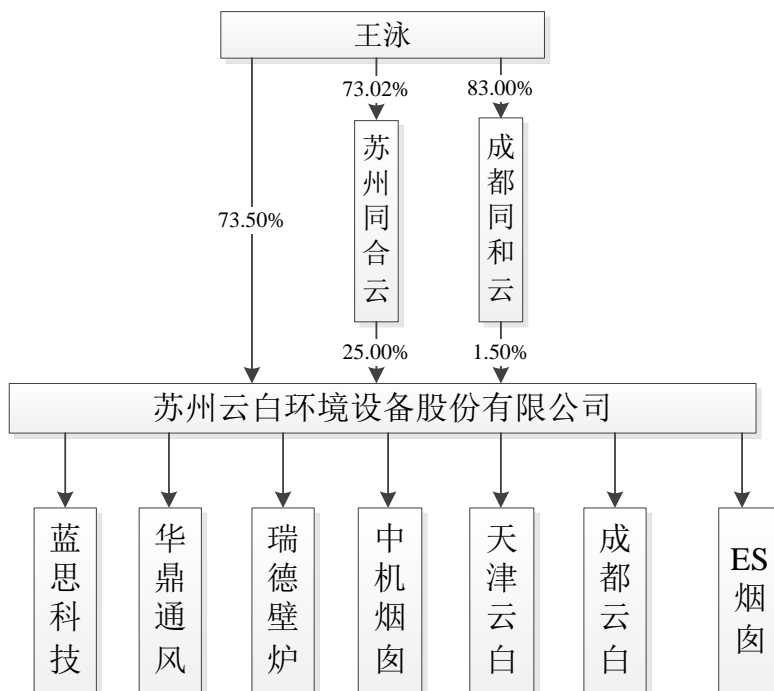 王泳
73.02%
83.00%
苏州同合云
成都同和云
73.50%
25.00%
1.50%
苏州云白环境设备股份有限公司
蓝思科技
华鼎通风
瑞德壁炉
中机烟囱
天津云白
成都云白
ES烟囱